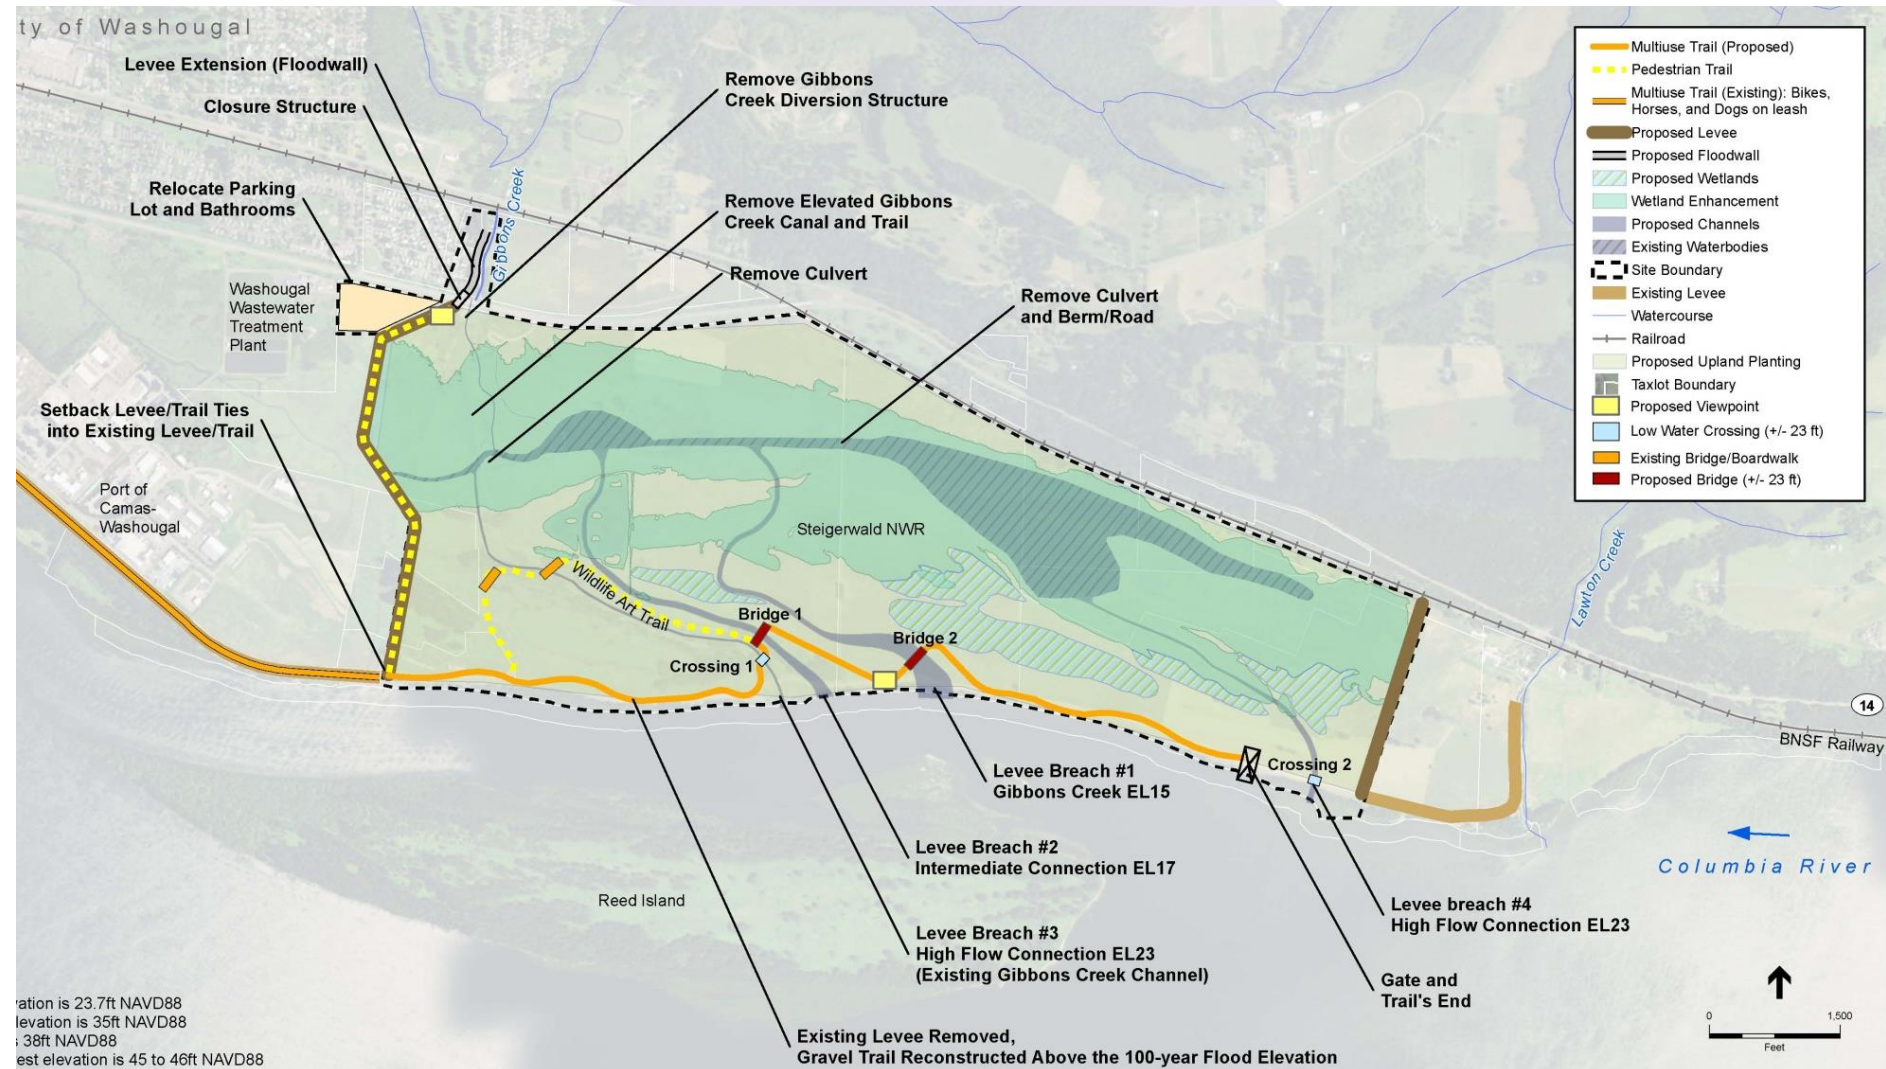 ty of Washougal
Levee Extension (Floodwall)
Closure Structure
Relocate Parking
Lot and Bathrooms
Remove Gibbons
Creek Diversion Structure
Remove Elevated Gibbons
Creek Canal and Trail
Remove Culvert
Remove Culvert
and Berm/Road
Gibbons Creek
Washougal
Wastewater
Treatment
Plant
Setback Levee/Trail Ties
into Existing Levee/Trail
Port of
Camas-
Washougal
Steigerwald NWR
Wildlife Art Trail
Bridge 1
Bridge 2
Crossing 1
Crossing 2
Lawton Creek
14
BNSF Railway
Columbia River
Levee Breach #1
Gibbons Creek EL15
Levee Breach #2
Intermediate Connection EL17
Levee Breach #3
High Flow Connection EL23
(Existing Gibbons Creek Channel)
Levee breach #4
High Flow Connection EL23
Gate and
Trail's End
Reed Island
Existing Levee Removed,
Gravel Trail Reconstructed Above the 100-year Flood Elevation
vation is 23.7ft NAVD88
levation is 35ft NAVD88
s 38ft NAVD88
est elevation is 45 to 46ft NAVD88
Multiuse Trail (Proposed)
Pedestrian Trail
Multiuse Trail (Existing): Bikes,
Horses, and Dogs on leash
Proposed Levee
Proposed Floodwall
Proposed Wetlands
Wetland Enhancement
Proposed Channels
Existing Waterbodies
Site Boundary
Existing Levee
Watercourse
Railroad
Proposed Upland Planting
Taxlot Boundary
Proposed Viewpoint
Low Water Crossing (+/- 23 ft)
Existing Bridge/Boardwalk
Proposed Bridge (+/- 23 ft)
0 1,500
Feet